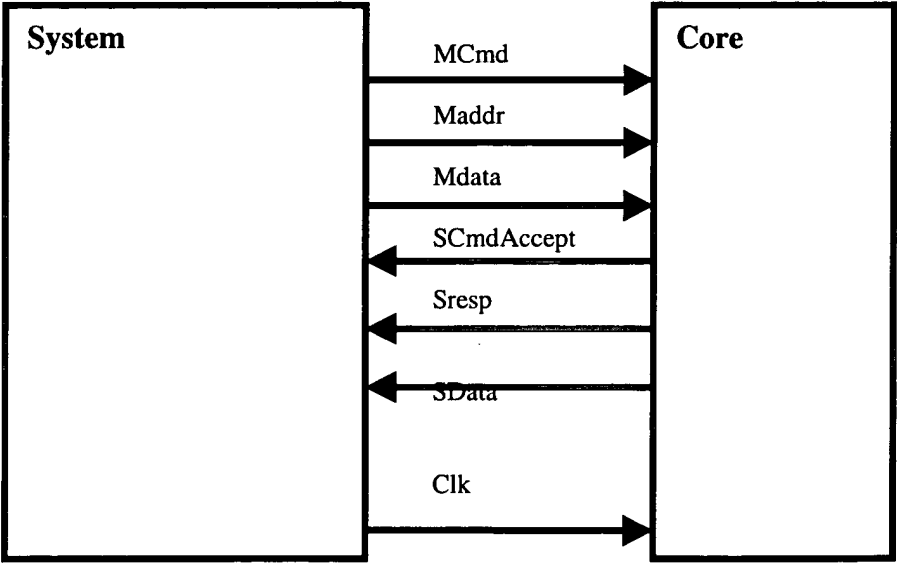 System
Core
MCmd
Maddr
Mdata
SCmdAccept
Sresp
SData
Clk